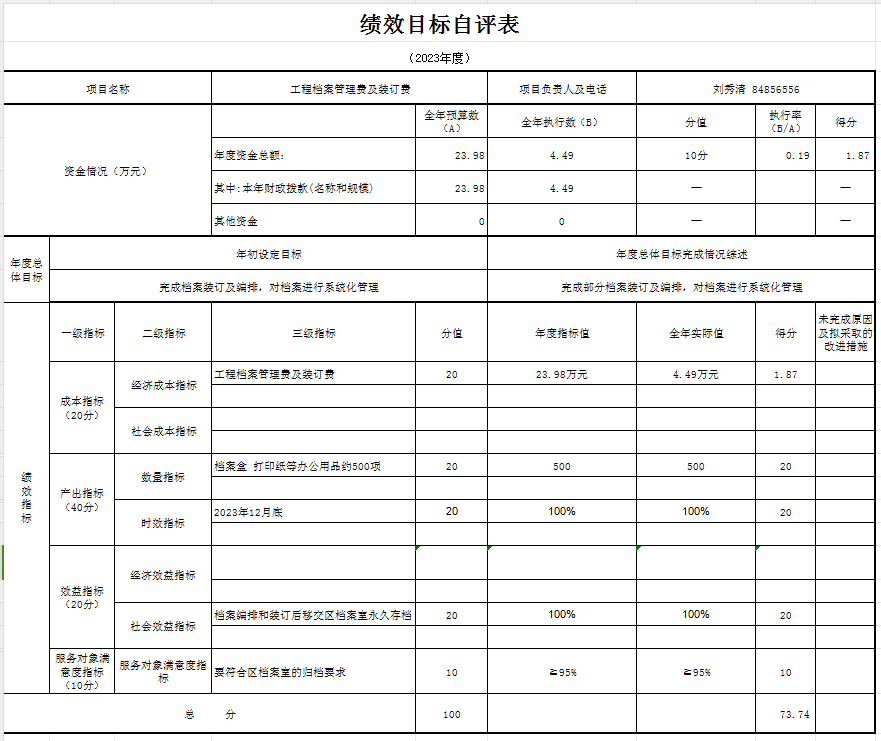 绩效目标自评表
（2023年度）
项目名称 工程档案管理费及装订费 项目负责人及电话 刘秀清 84856556
资金情况（万元） 全年预算数（A） 全年执行数（B） 分值 执行率（B/A） 得分
年度资金总额: 23.98 4.49 10分 0.19 1.87
其中:本年财政拨款(名称和规模) 23.98 4.49 — —
其他资金 0 0 — —
年度总体目标 年初设定目标 年度总体目标完成情况综述
完成档案装订及编排，对档案进行系统化管理 完成部分档案装订及编排，对档案进行系统化管理
绩效指标 一级指标 二级指标 三级指标 分值 年度指标值 全年实际值 得分 未完成原因及拟采取的改进措施
成本指标（20分） 经济成本指标 工程档案管理费及装订费 20 23.98万元 4.49万元 1.87
社会成本指标
产出指标（40分） 数量指标 档案盒 打印纸等办公用品约500项 20 500 500 20
时效指标 2023年12月底 20 100% 100% 20
效益指标（20分） 经济效益指标
社会效益指标 档案编排和装订后移交区档案室永久存档 20 100% 100% 20
服务对象满意度指标（10分） 服务对象满意度指标 要符合区档案室的归档要求 10 ≧95% ≧95% 10
总 分 100 73.74